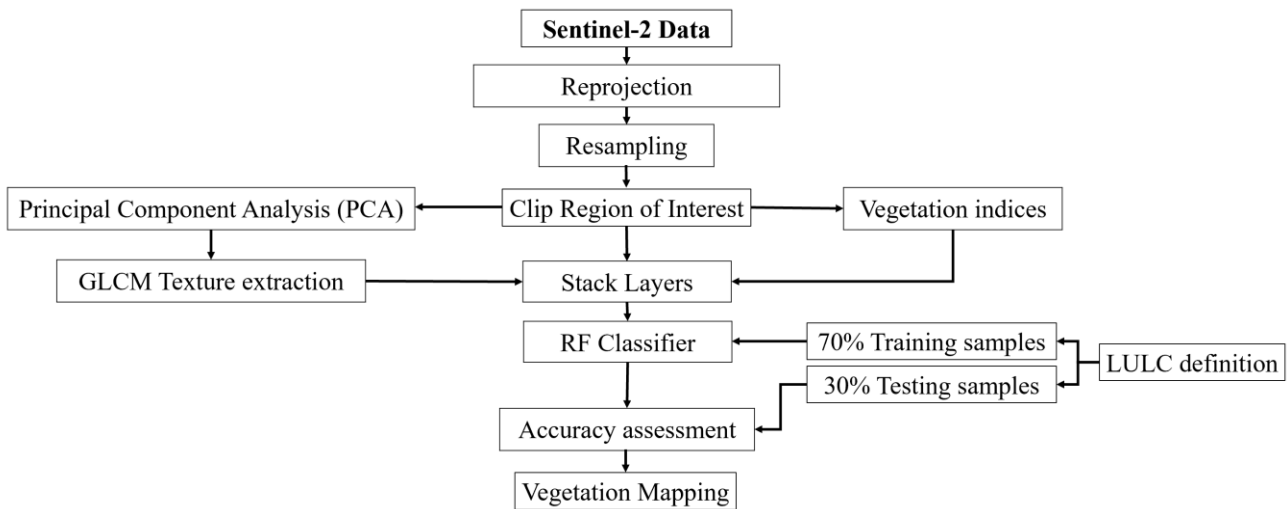 Sentinel-2 Data
Reprojection
Resampling
Principal Component Analysis (PCA)
Clip Region of Interest
Vegetation indices
GLCM Texture extraction
Stack Layers
RF Classifier
70% Training samples
LULC definition
30% Testing samples
Accuracy assessment
Vegetation Mapping